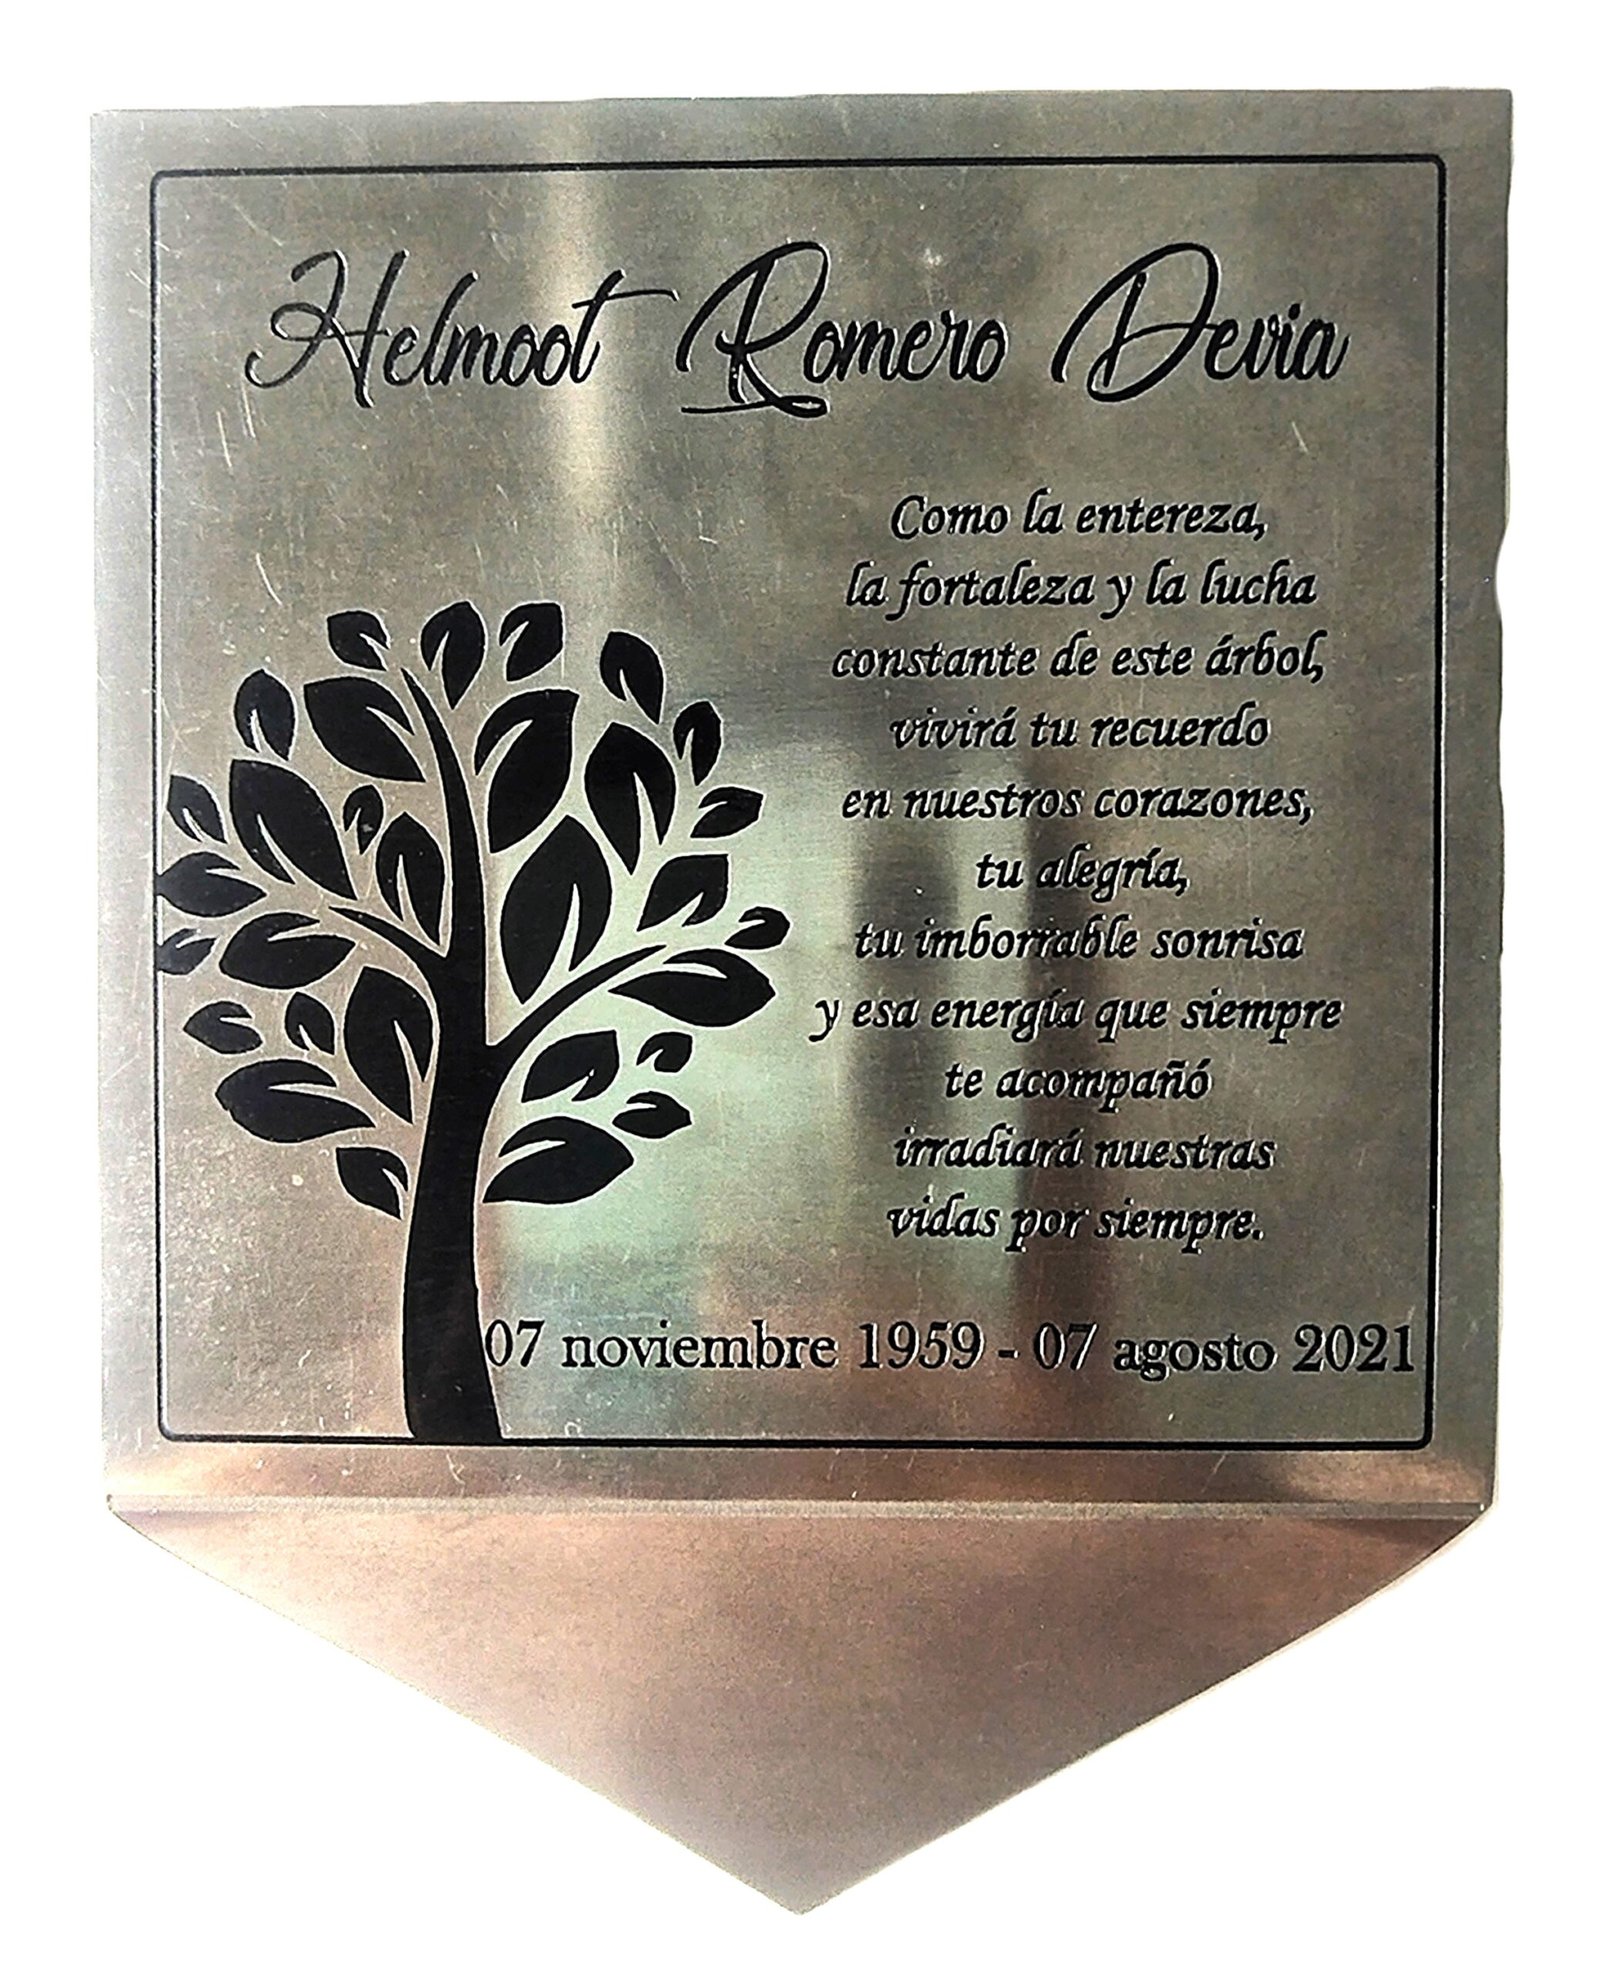 Helmoot Romero Devia
Como la entereza,
la fortaleza y la lucha
constante de este árbol,
vivirá tu recuerdo
en nuestros corazones,
tu alegría,
tu imborrable sonrisa
y esa energía que siempre
te acompañó
irradiará nuestras
vidas por siempre.
07 noviembre 1959 - 07 agosto 2021